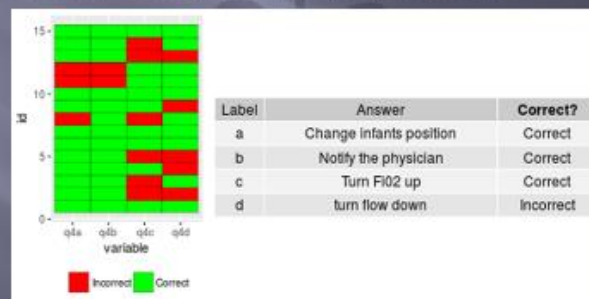 15
10
5
0
id
q4a q4b q4c q4d
variable
Incorrect Correct
Label Answer Correct?
a Change infants position Correct
b Notify the physician Correct
c Turn Fi02 up Correct
d turn flow down Incorrect